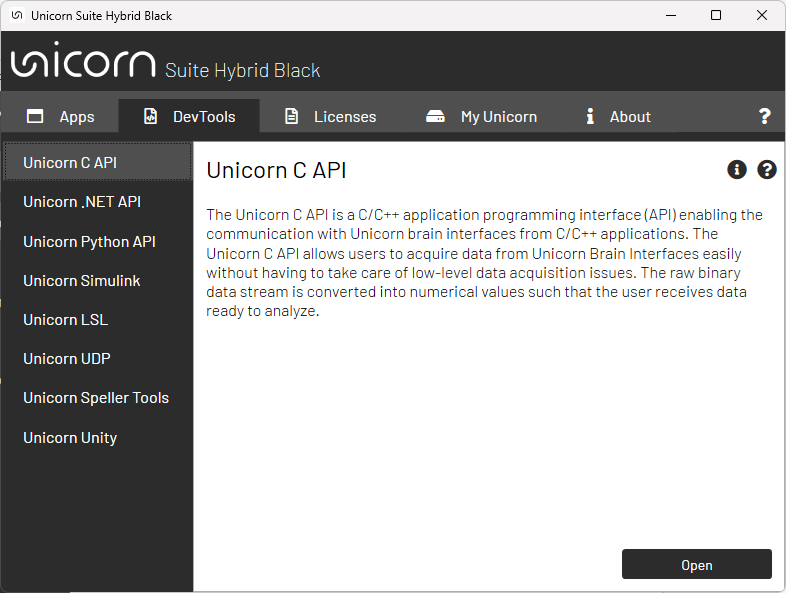 Unicorn Suite Hybrid Black
unicorn Suite Hybrid Black
Apps DevTools Licenses My Unicorn About ?
Unicorn C API
Unicorn .NET API
Unicorn Python API
Unicorn Simulink
Unicorn LSL
Unicorn UDP
Unicorn Speller Tools
Unicorn Unity
Unicorn C API
The Unicorn C API is a C/C++ application programming interface (API) enabling the
communication with Unicorn brain interfaces from C/C++ applications. The
Unicorn C API allows users to acquire data from Unicorn Brain Interfaces easily
without having to take care of low-level data acquisition issues. The raw binary
data stream is converted into numerical values such that the user receives data
ready to analyze.
Open